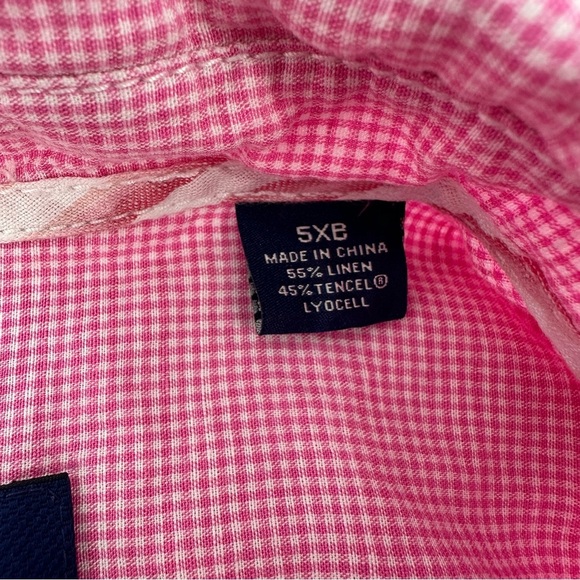 5XB
MADE IN CHINA
55% LINEN
45% TENCEL®
LYOCELL